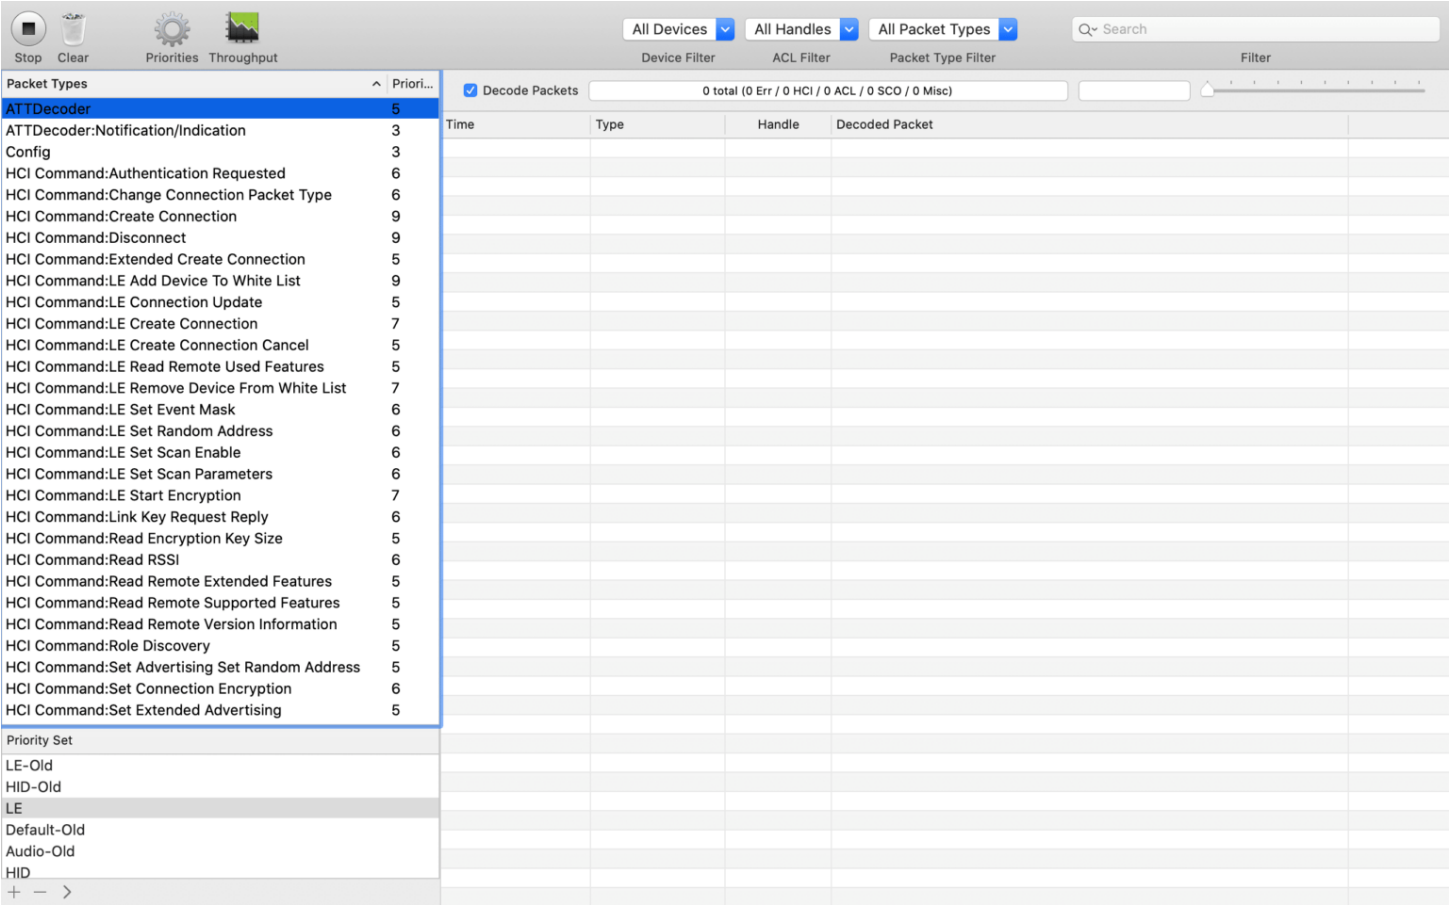 All Devices All Handles All Packet Types Search
Stop Clear Priorities Throughput Device Filter ACL Filter Packet Type Filter Filter
Packet Types Priori...
Decode Packets 0 total (0 Err / 0 HCI / 0 ACL / 0 SCO / 0 Misc)
Time Type Handle Decoded Packet
ATTDecoder 5
ATTDecoder:Notification/Indication 3
Config 3
HCI Command:Authentication Requested 6
HCI Command:Change Connection Packet Type 6
HCI Command:Create Connection 9
HCI Command:Disconnect 9
HCI Command:Extended Create Connection 5
HCI Command:LE Add Device To White List 9
HCI Command:LE Connection Update 5
HCI Command:LE Create Connection 7
HCI Command:LE Create Connection Cancel 5
HCI Command:LE Read Remote Used Features 5
HCI Command:LE Remove Device From White List 7
HCI Command:LE Set Event Mask 6
HCI Command:LE Set Random Address 6
HCI Command:LE Set Scan Enable 6
HCI Command:LE Set Scan Parameters 6
HCI Command:LE Start Encryption 7
HCI Command:Link Key Request Reply 6
HCI Command:Read Encryption Key Size 5
HCI Command:Read RSSI 6
HCI Command:Read Remote Extended Features 5
HCI Command:Read Remote Supported Features 5
HCI Command:Read Remote Version Information 5
HCI Command:Role Discovery 5
HCI Command:Set Advertising Set Random Address 5
HCI Command:Set Connection Encryption 6
HCI Command:Set Extended Advertising 5
Priority Set
LE-Old
HID-Old
LE
Default-Old
Audio-Old
HID